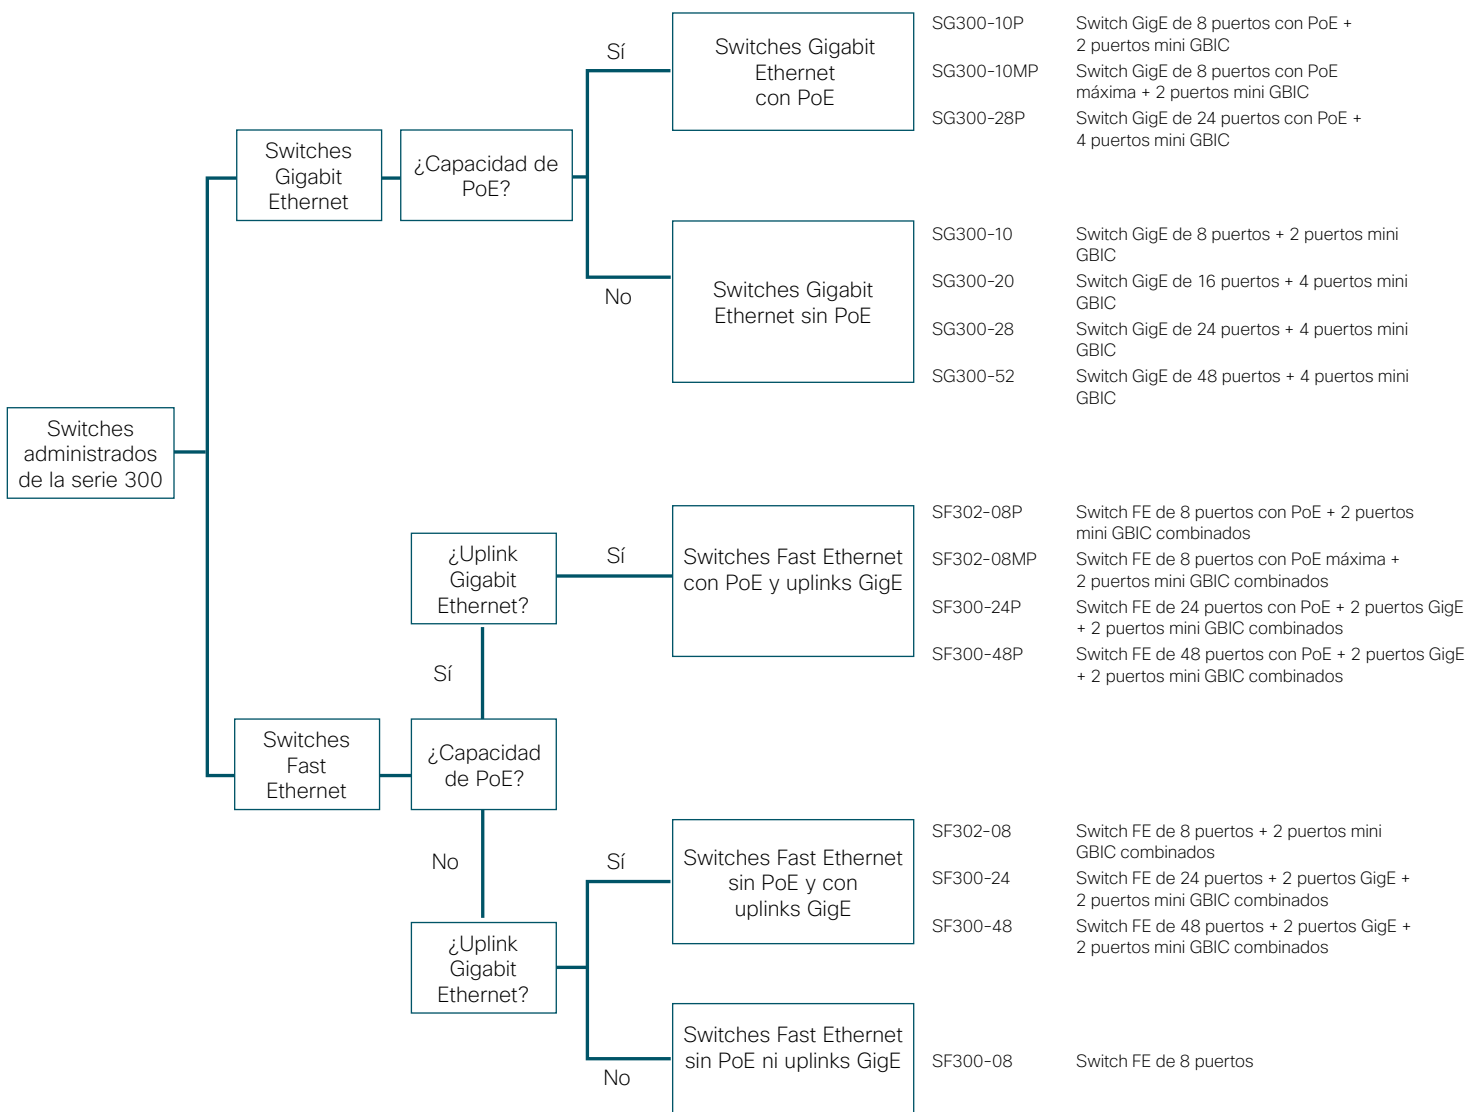 Switches
administrados
de la serie 300
Switches
Gigabit
Ethernet
¿Capacidad de
PoE?
Sí
Switches Gigabit
Ethernet
con PoE
SG300-10P
Switch GigE de 8 puertos con PoE +
2 puertos mini GBIC
SG300-10MP
Switch GigE de 8 puertos con PoE
máxima + 2 puertos mini GBIC
SG300-28P
Switch GigE de 24 puertos con PoE +
4 puertos mini GBIC
No
Switches Gigabit
Ethernet sin PoE
SG300-10
Switch GigE de 8 puertos + 2 puertos mini
GBIC
SG300-20
Switch GigE de 16 puertos + 4 puertos mini
GBIC
SG300-28
Switch GigE de 24 puertos + 4 puertos mini
GBIC
SG300-52
Switch GigE de 48 puertos + 4 puertos mini
GBIC
Switches
Fast
Ethernet
¿Capacidad
de PoE?
Sí
¿Uplink
Gigabit
Ethernet?
Sí
Switches Fast Ethernet
con PoE y uplinks GigE
SF302-08P
Switch FE de 8 puertos con PoE + 2 puertos
mini GBIC combinados
SF302-08MP
Switch FE de 8 puertos con PoE máxima +
2 puertos mini GBIC combinados
SF300-24P
Switch FE de 24 puertos con PoE + 2 puertos GigE
+ 2 puertos mini GBIC combinados
SF300-48P
Switch FE de 48 puertos con PoE + 2 puertos GigE
+ 2 puertos mini GBIC combinados
No
¿Uplink
Gigabit
Ethernet?
Sí
Switches Fast Ethernet
sin PoE y con
uplinks GigE
SF302-08
Switch FE de 8 puertos + 2 puertos mini
GBIC combinados
SF300-24
Switch FE de 24 puertos + 2 puertos GigE +
2 puertos mini GBIC combinados
SF300-48
Switch FE de 48 puertos + 2 puertos GigE +
2 puertos mini GBIC combinados
No
Switches Fast Ethernet
sin PoE ni uplinks GigE
SF300-08
Switch FE de 8 puertos